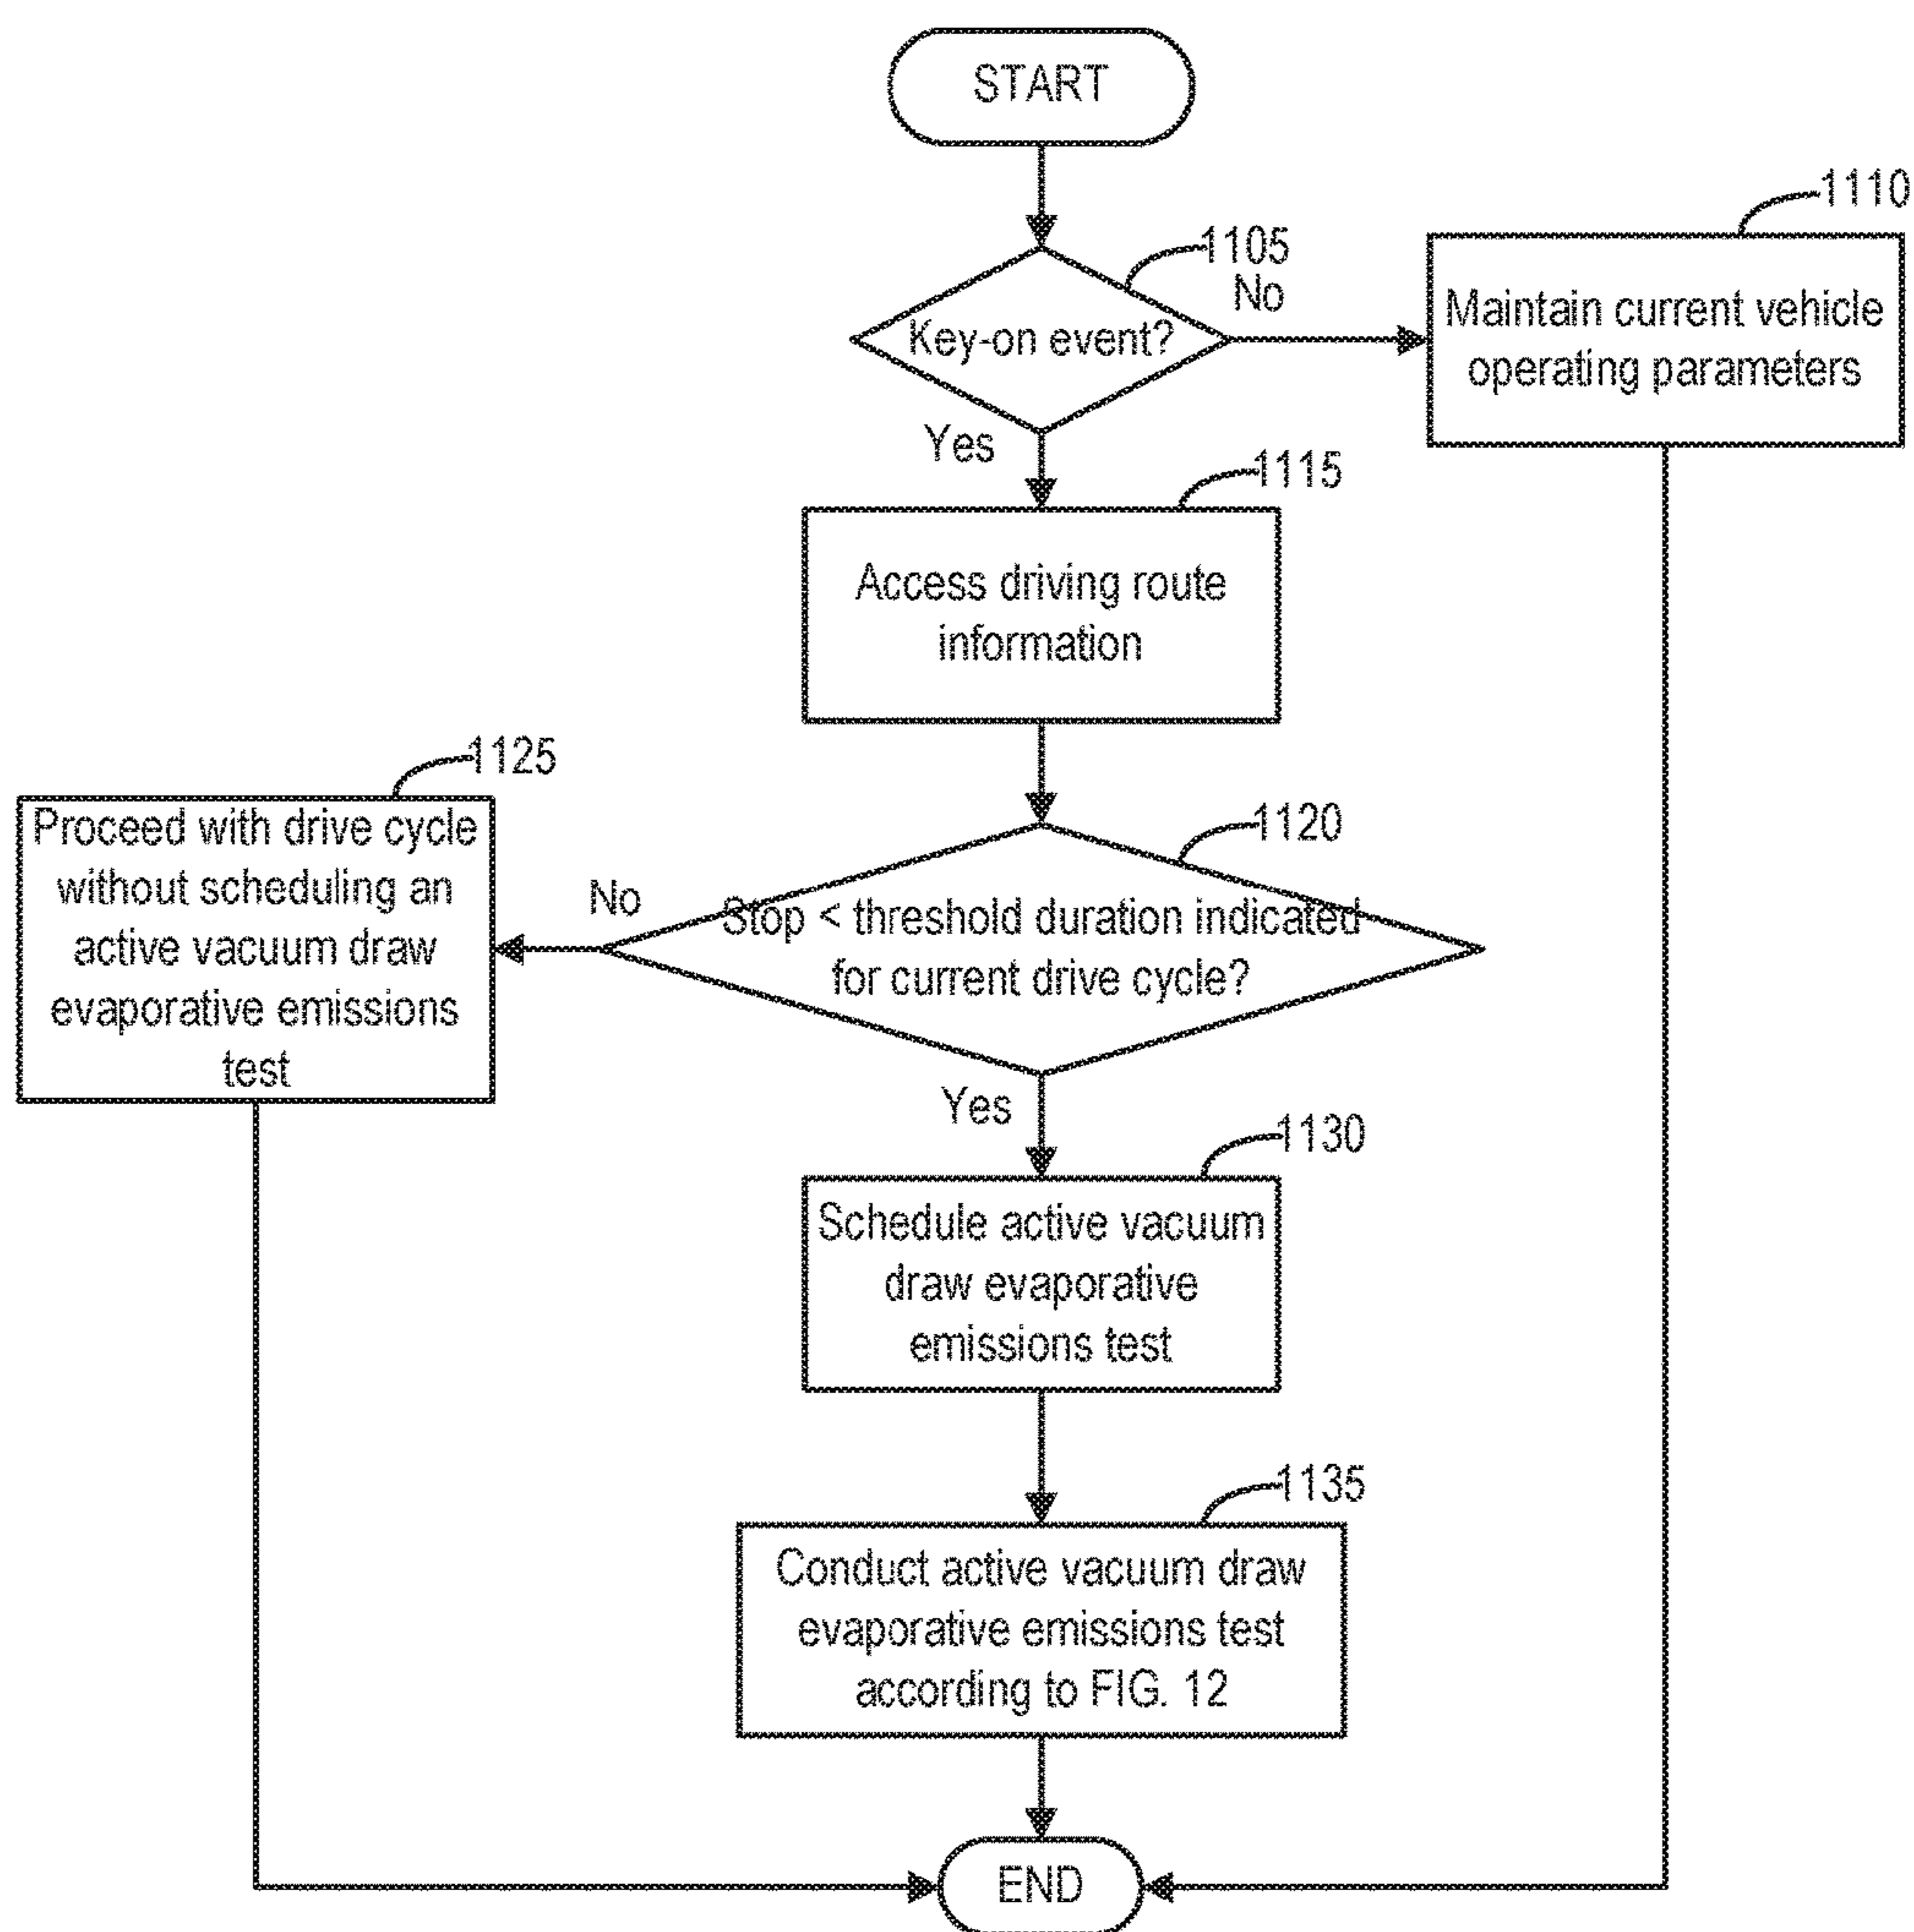 START
1105
No
1110
Key-on event?
Maintain current vehicle
operating parameters
Yes
1115
Access driving route
information
1125
Proceed with drive cycle
without scheduling an
active vacuum draw
evaporative emissions
test
No
1120
Stop < threshold duration indicated
for current drive cycle?
Yes
1130
Schedule active vacuum
draw evaporative
emissions test
1135
Conduct active vacuum draw
evaporative emissions test
according to FIG. 12
END